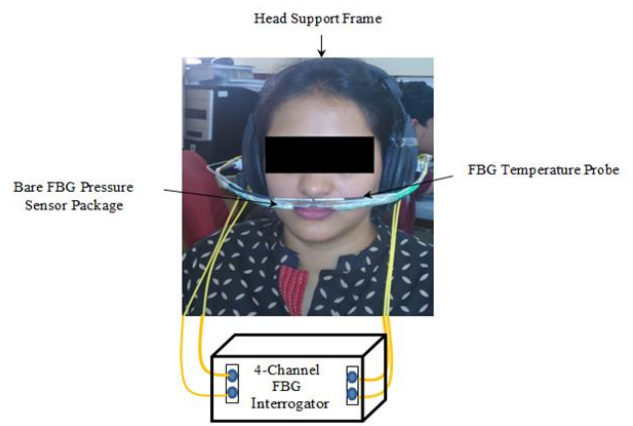 Head Support Frame
FBG Temperature Probe
Bare FBG Pressure
Sensor Package
4-Channel
FBG
Interrogator